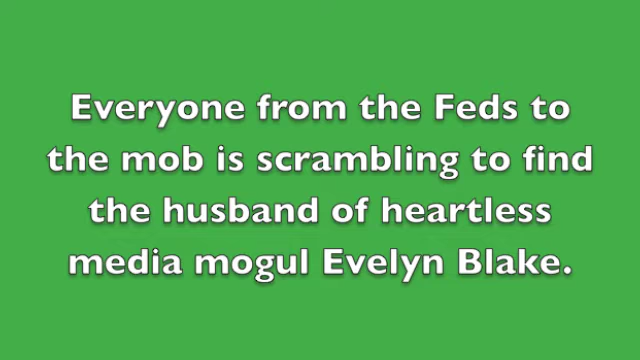 Everyone from the Feds to
the mob is scrambling to find
the husband of heartless
media mogul Evelyn Blake.